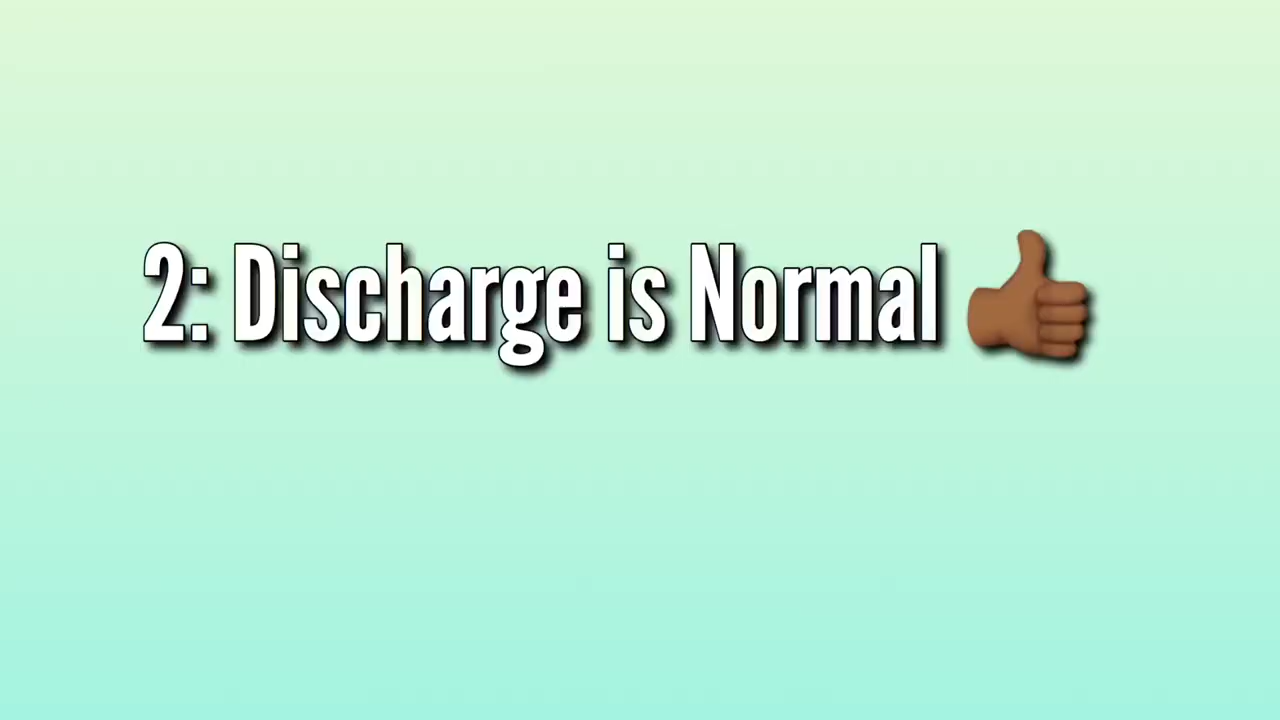 2: Discharge is Normal 👍🏾